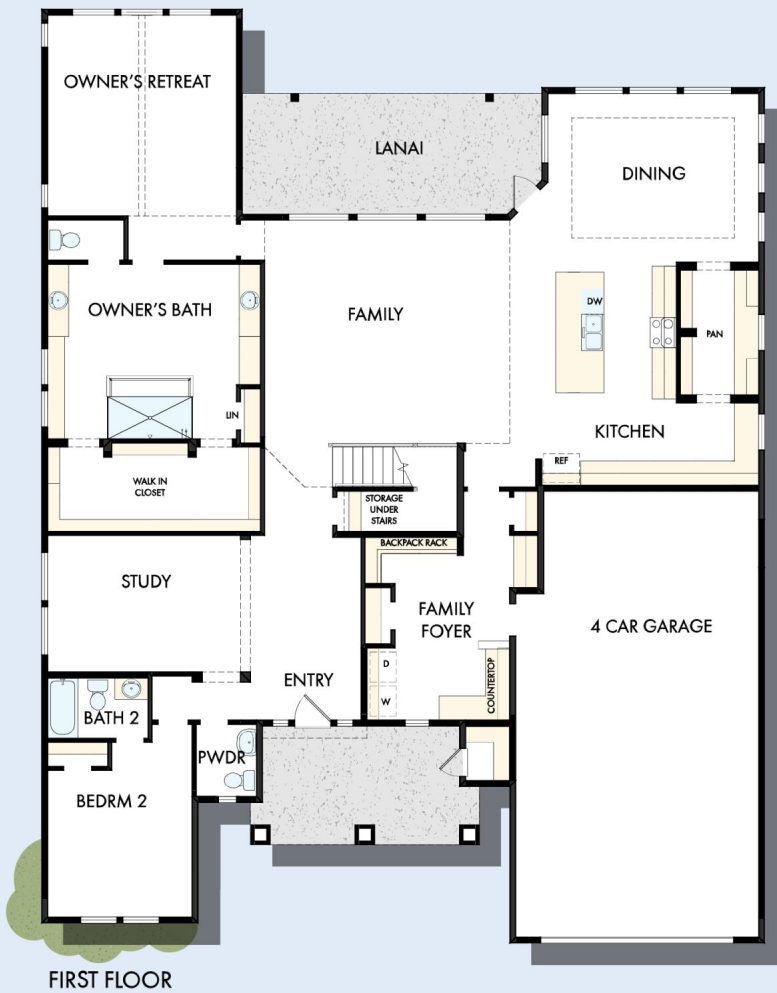 OWNER'S RETREAT
LANAI
DINING
OWNER'S BATH
FAMILY
DW
PAN
LIN
KITCHEN
REF
WALK IN
CLOSET
STORAGE
UNDER
STAIRS
BACKPACK RACK
STUDY
FAMILY
FOYER
4 CAR GARAGE
D
W
COUNTERTOP
ENTRY
BATH 2
PWDR
BEDRM 2
FIRST FLOOR